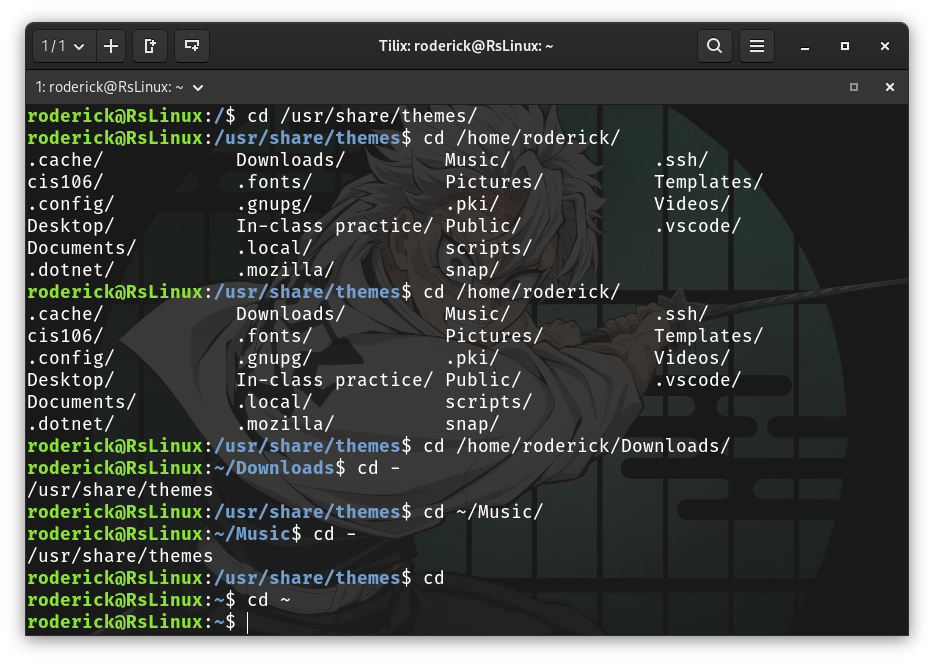 1 / 1
Tilix: roderick@RsLinux: ~
1: roderick@RsLinux: ~
roderick@RsLinux:/$ cd /usr/share/themes/
roderick@RsLinux:/usr/share/themes$ cd /home/roderick/
.cache/ Downloads/ Music/ .ssh/
cis106/ .fonts/ Pictures/ Templates/
.config/ .gnupg/ .pki/ Videos/
Desktop/ In-class practice/ Public/ .vscode/
Documents/ .local/ scripts/
.dotnet/ .mozilla/ snap/
roderick@RsLinux:/usr/share/themes$ cd /home/roderick/
.cache/ Downloads/ Music/ .ssh/
cis106/ .fonts/ Pictures/ Templates/
.config/ .gnupg/ .pki/ Videos/
Desktop/ In-class practice/ Public/ .vscode/
Documents/ .local/ scripts/
.dotnet/ .mozilla/ snap/
roderick@RsLinux:/usr/share/themes$ cd /home/roderick/Downloads/
roderick@RsLinux:~/Downloads$ cd -
/usr/share/themes
roderick@RsLinux:/usr/share/themes$ cd ~/Music/
roderick@RsLinux:~/Music$ cd -
/usr/share/themes
roderick@RsLinux:/usr/share/themes$ cd
roderick@RsLinux:~$ cd ~
roderick@RsLinux:~$